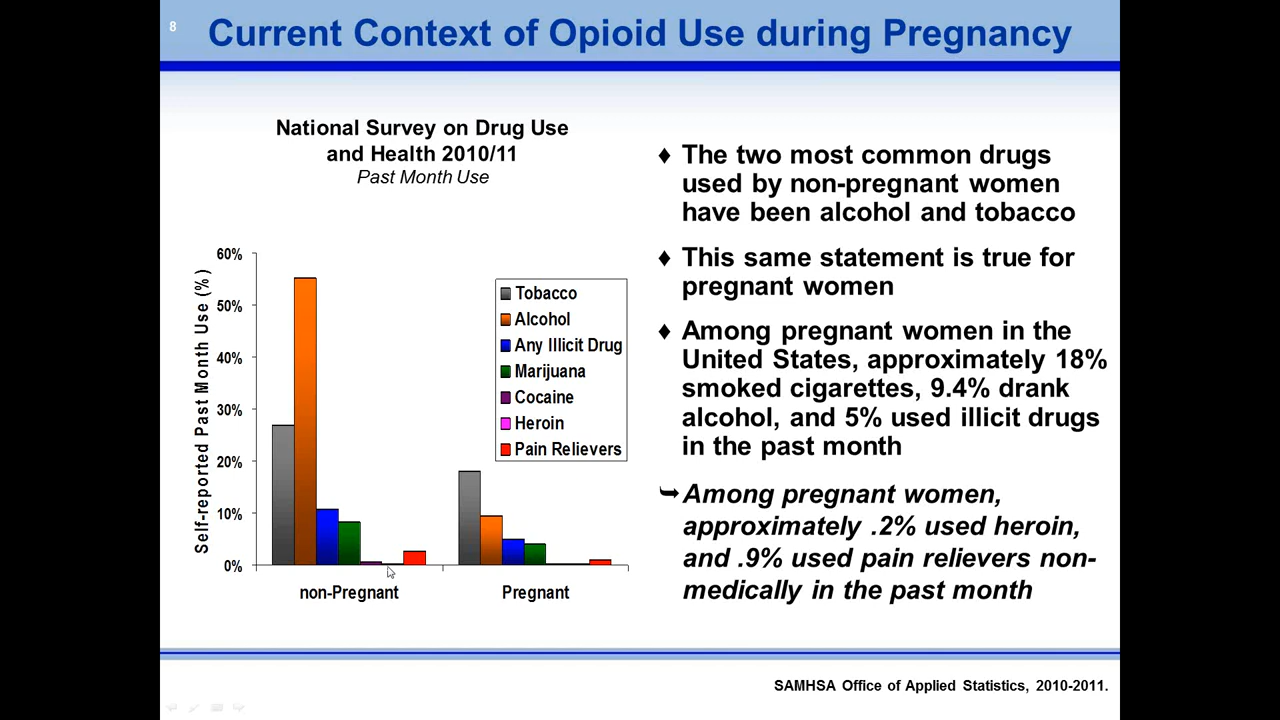 8
Current Context of Opioid Use during Pregnancy
National Survey on Drug Use
and Health 2010/11
Past Month Use
Self-reported Past Month Use (%)
60%
50%
40%
30%
20%
10%
0%
Tobacco
Alcohol
Any Illicit Drug
Marijuana
Cocaine
Heroin
Pain Relievers
non-Pregnant
Pregnant
♦ The two most common drugs
used by non-pregnant women
have been alcohol and tobacco
♦ This same statement is true for
pregnant women
♦ Among pregnant women in the
United States, approximately 18%
smoked cigarettes, 9.4% drank
alcohol, and 5% used illicit drugs
in the past month
➥ Among pregnant women,
approximately .2% used heroin,
and .9% used pain relievers non-
medically in the past month
SAMHSA Office of Applied Statistics, 2010-2011.